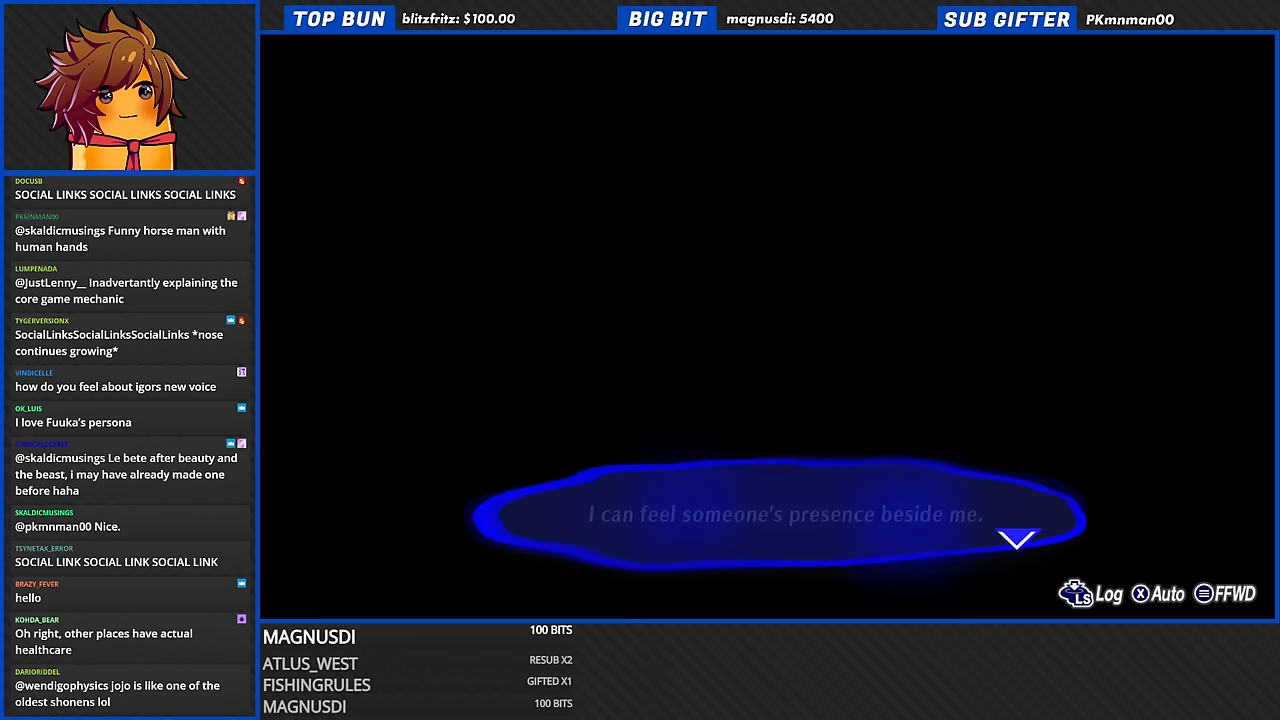 TOP BUN blitzfritz: $100.00 BIG BIT magnusdi: 5400 SUB GIFTER PKmnman00
DOCUSB
SOCIAL LINKS SOCIAL LINKS SOCIAL LINKS
PKMNMAN00
@skaldicmusings Funny horse man with
human hands
LUMPENADA
@JustLenny__ Inadvertantly explaining the
core game mechanic
TYGERVERSIONX
SocialLinksSocialLinksSocialLinks *nose
continues growing*
VINDICELLE
how do you feel about igors new voice
OK_LUIS
I love Fuuka's persona
@skaldicmusings Le bete after beauty and
the beast, i may have already made one
before haha
SKALDICMUSINGS
@pkmnman00 Nice.
TSYNETAX_ERROR
SOCIAL LINK SOCIAL LINK SOCIAL LINK
BRAZY_FEVER
hello
KOHDA_BEAR
Oh right, other places have actual
healthcare
DARIORIDDEL
@wendigophysics jojo is like one of the
oldest shonens lol
I can feel someone's presence beside me.
LS Log X Auto FFWD
MAGNUSDI 100 BITS
ATLUS_WEST RESUB X2
FISHINGRULES GIFTED X1
MAGNUSDI 100 BITS